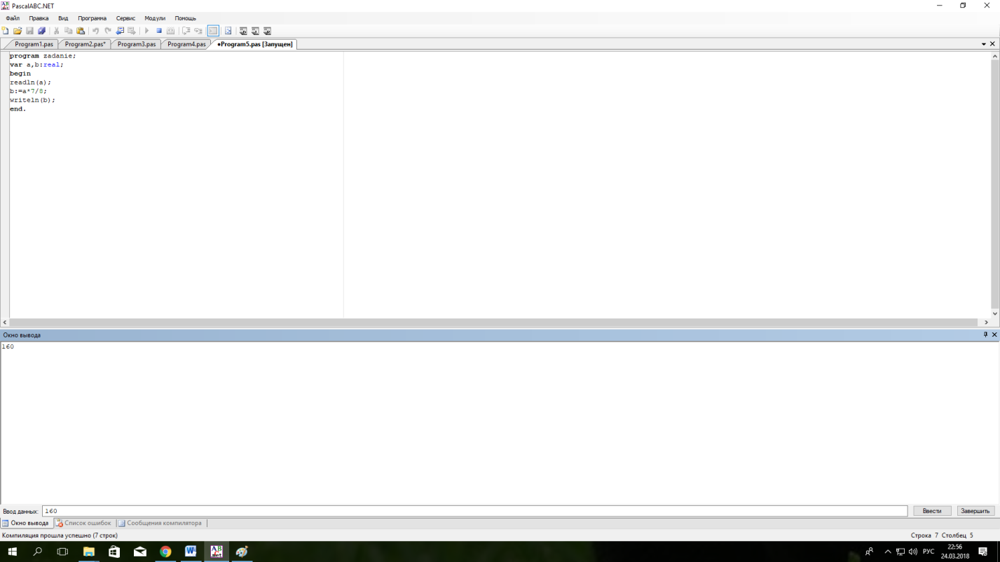 PascalABC.NET
Файл Правка Вид Программа Сервис Модули Помощь
Program1.pas Program2.pas* Program3.pas Program4.pas •Program5.pas [Запущен]
program zadanie;
var a,b:real;
begin
readln(a);
b:=a*7/8;
writeln(b);
end.
Окно вывода
160
Ввод данных: 160 Ввести Завершить
Окно вывода Список ошибок Сообщения компилятора
Компиляция прошла успешно (7 строк) Строка 7 Столбец 5
РУС 22:56
24.03.2018